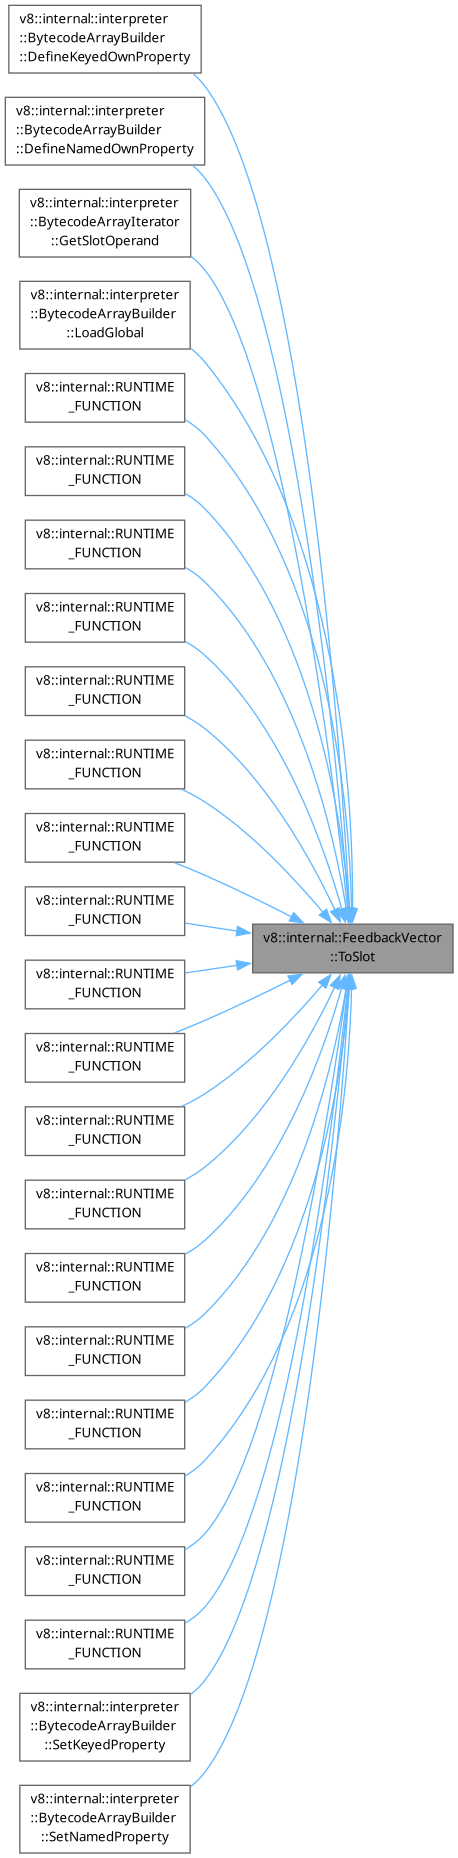 v8::internal::interpreter
::BytecodeArrayBuilder
::DefineKeyedOwnProperty
v8::internal::interpreter
::BytecodeArrayBuilder
::DefineNamedOwnProperty
v8::internal::interpreter
::BytecodeArrayIterator
::GetSlotOperand
v8::internal::interpreter
::BytecodeArrayBuilder
::LoadGlobal
v8::internal::RUNTIME
_FUNCTION
v8::internal::RUNTIME
_FUNCTION
v8::internal::RUNTIME
_FUNCTION
v8::internal::RUNTIME
_FUNCTION
v8::internal::RUNTIME
_FUNCTION
v8::internal::RUNTIME
_FUNCTION
v8::internal::RUNTIME
_FUNCTION
v8::internal::RUNTIME
_FUNCTION
v8::internal::RUNTIME
_FUNCTION
v8::internal::RUNTIME
_FUNCTION
v8::internal::RUNTIME
_FUNCTION
v8::internal::RUNTIME
_FUNCTION
v8::internal::RUNTIME
_FUNCTION
v8::internal::RUNTIME
_FUNCTION
v8::internal::RUNTIME
_FUNCTION
v8::internal::RUNTIME
_FUNCTION
v8::internal::RUNTIME
_FUNCTION
v8::internal::RUNTIME
_FUNCTION
v8::internal::interpreter
::BytecodeArrayBuilder
::SetKeyedProperty
v8::internal::interpreter
::BytecodeArrayBuilder
::SetNamedProperty
v8::internal::FeedbackVector
::ToSlot